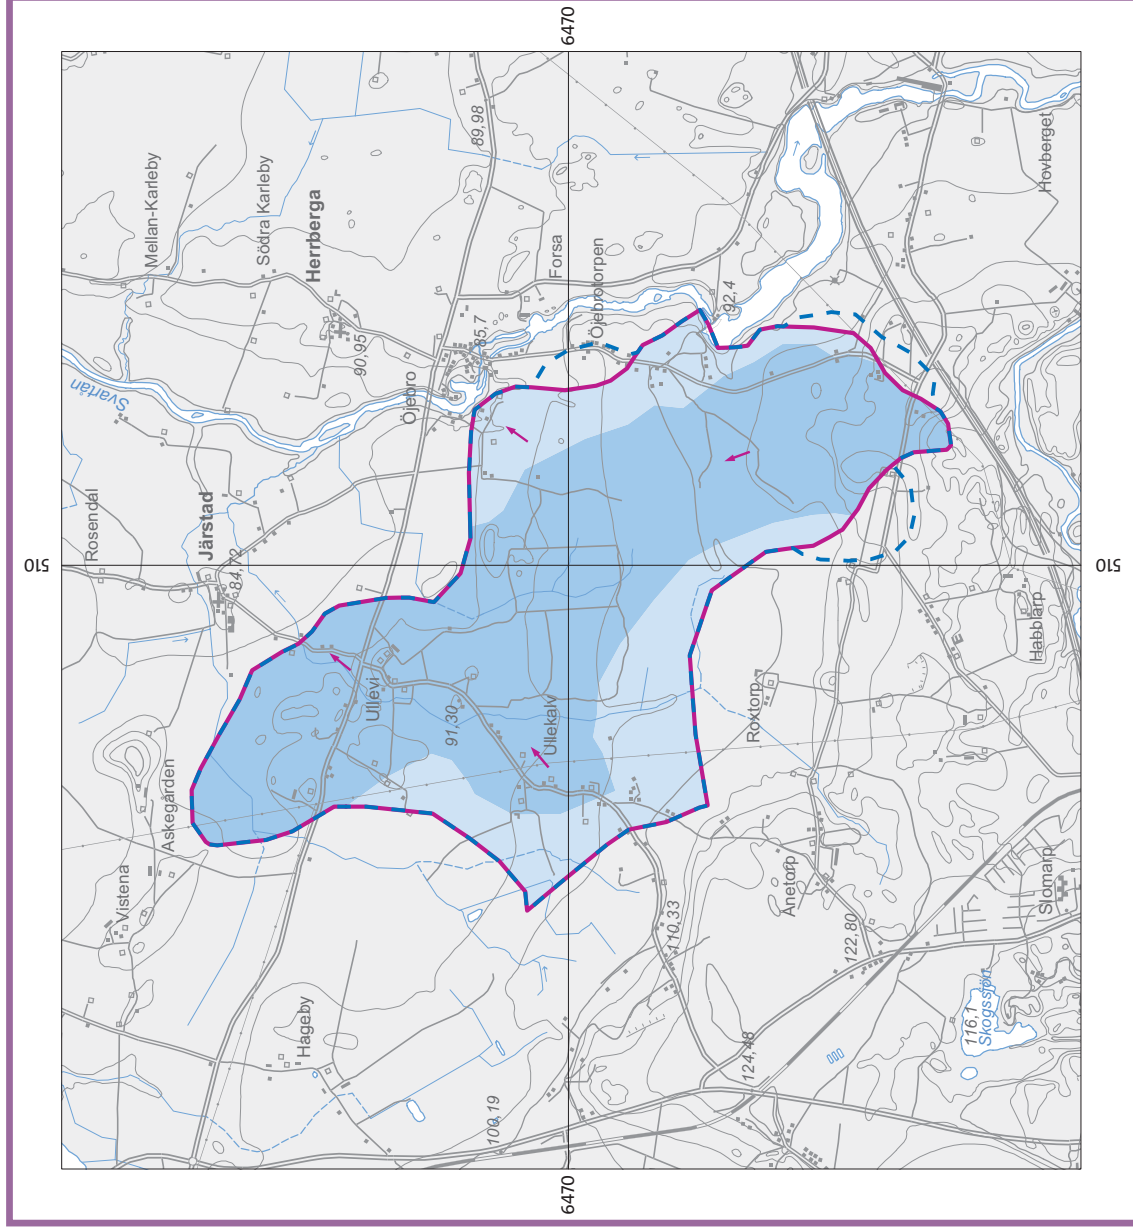 6470
Mellan-Karleby
Södra Karleby
Herrberga
89,98
Hovberget
Forsa
Öjebrotorpen
92,4
85,7
90,95
Öjebro
Svartån
Rosendal
Järstad
84,72
510
510
Habblarp
Ullevi
91,30
Ullekalv
Roxtorp
Askegården
Vistena
Anetorp
Slomarp
110,33
122,80
116,1
Skogssjön
Hageby
124,48
100,19
6470